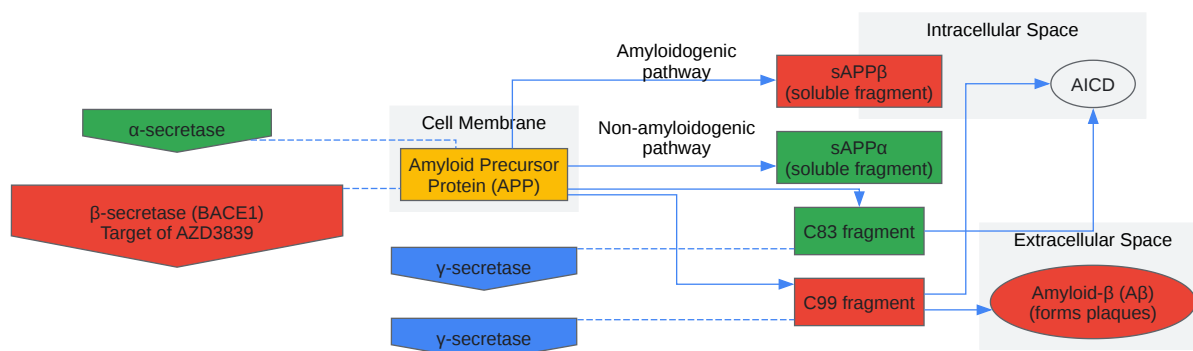 Intracellular Space
Amyloidogenic
pathway
sAPPβ
(soluble fragment)
AICD
α-secretase
Cell Membrane
Non-amyloidogenic
pathway
sAPPα
(soluble fragment)
Amyloid Precursor
Protein (APP)
β-secretase (BACE1)
Target of AZD3839
C83 fragment
Extracellular Space
γ-secretase
C99 fragment
Amyloid-β (Aβ)
(forms plaques)
γ-secretase